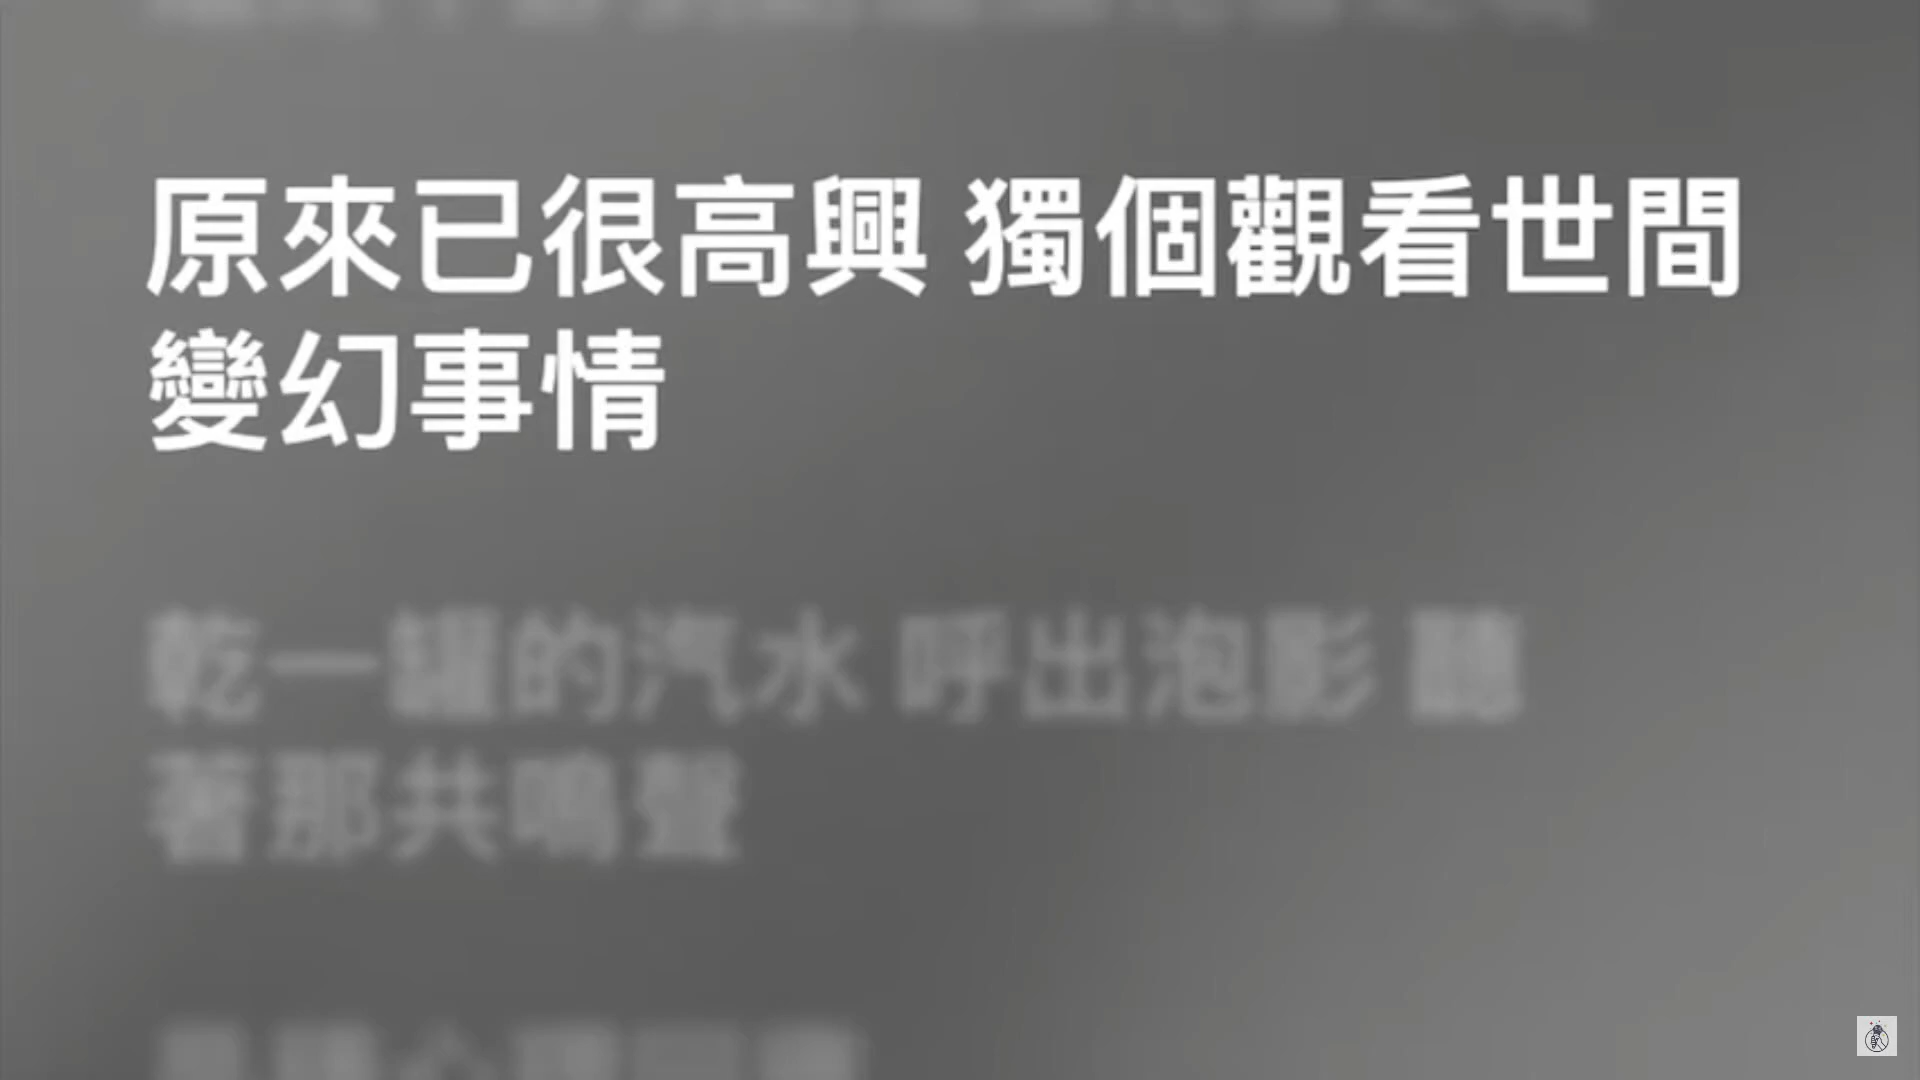 原來已很高興 獨個觀看世間
變幻事情
乾一罐的汽水 呼出泡影 聽
著那共鳴聲